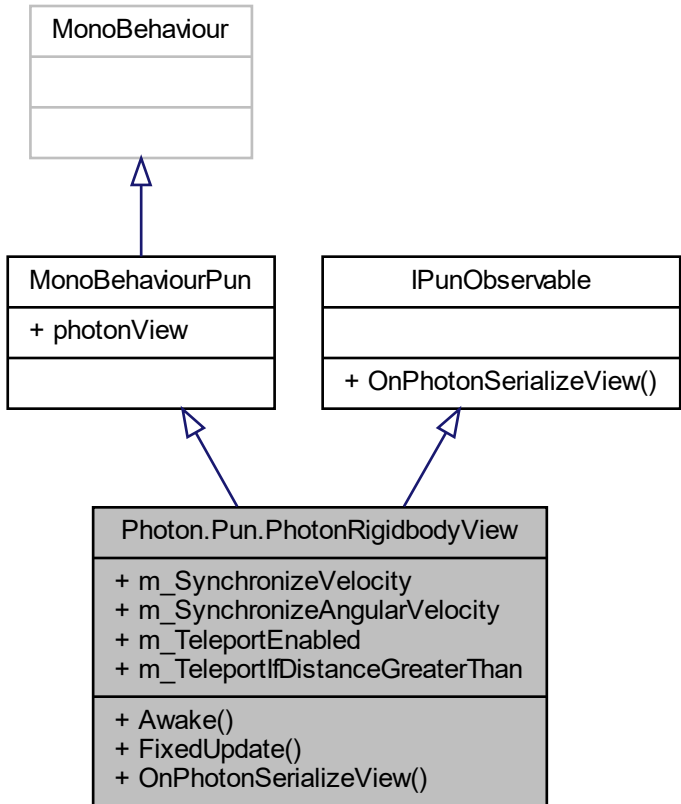 MonoBehaviour
MonoBehaviourPun
+ photonView
IPunObservable
+ OnPhotonSerializeView()
Photon.Pun.PhotonRigidbodyView
+ m_SynchronizeVelocity
+ m_SynchronizeAngularVelocity
+ m_TeleportEnabled
+ m_TeleportIfDistanceGreaterThan
+ Awake()
+ FixedUpdate()
+ OnPhotonSerializeView()